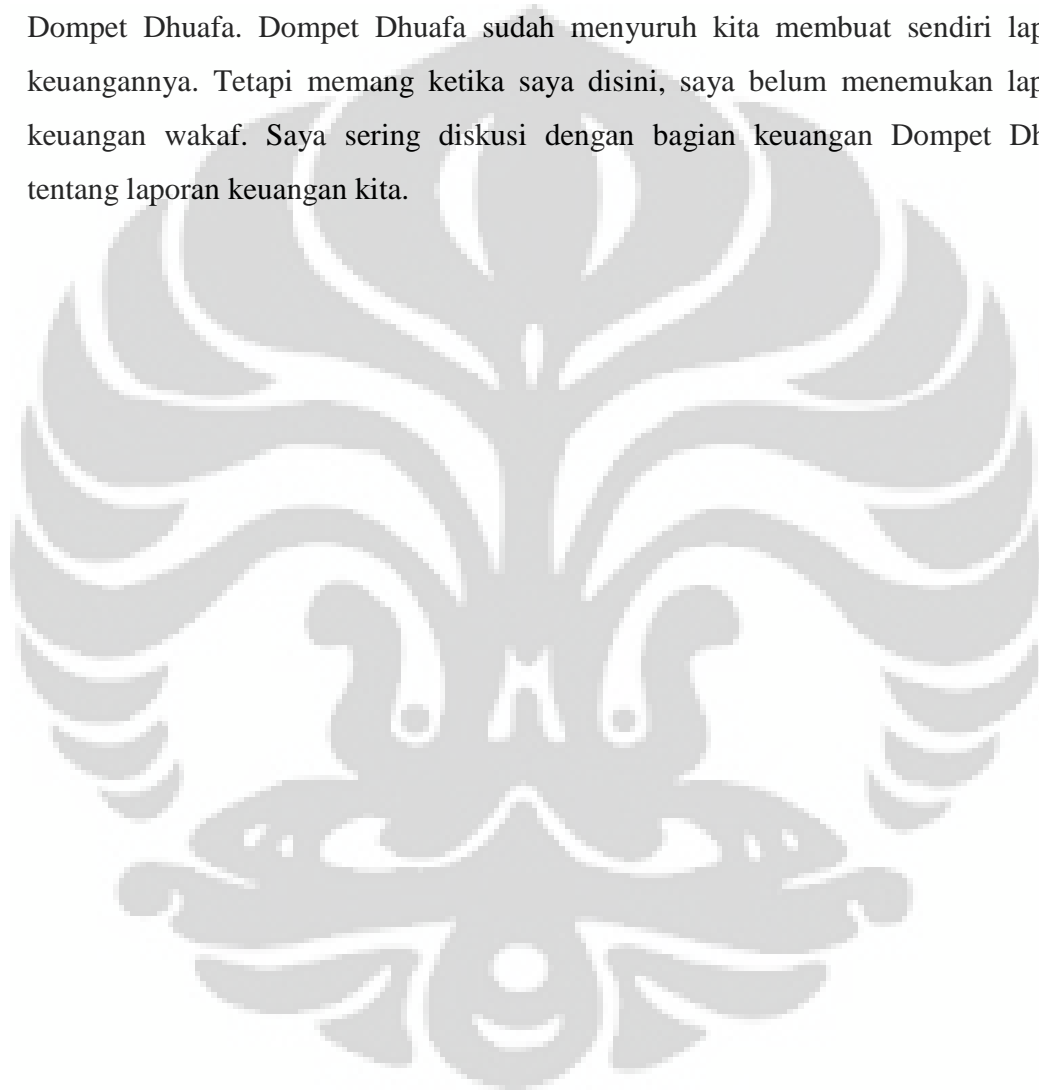 Dompet Dhuafa. Dompet Dhuafa sudah menyuruh kita membuat sendiri lap
keuangannya. Tetapi memang ketika saya disini, saya belum menemukan lap
keuangan wakaf. Saya sering diskusi dengan bagian keuangan Dompet Dh
tentang laporan keuangan kita.